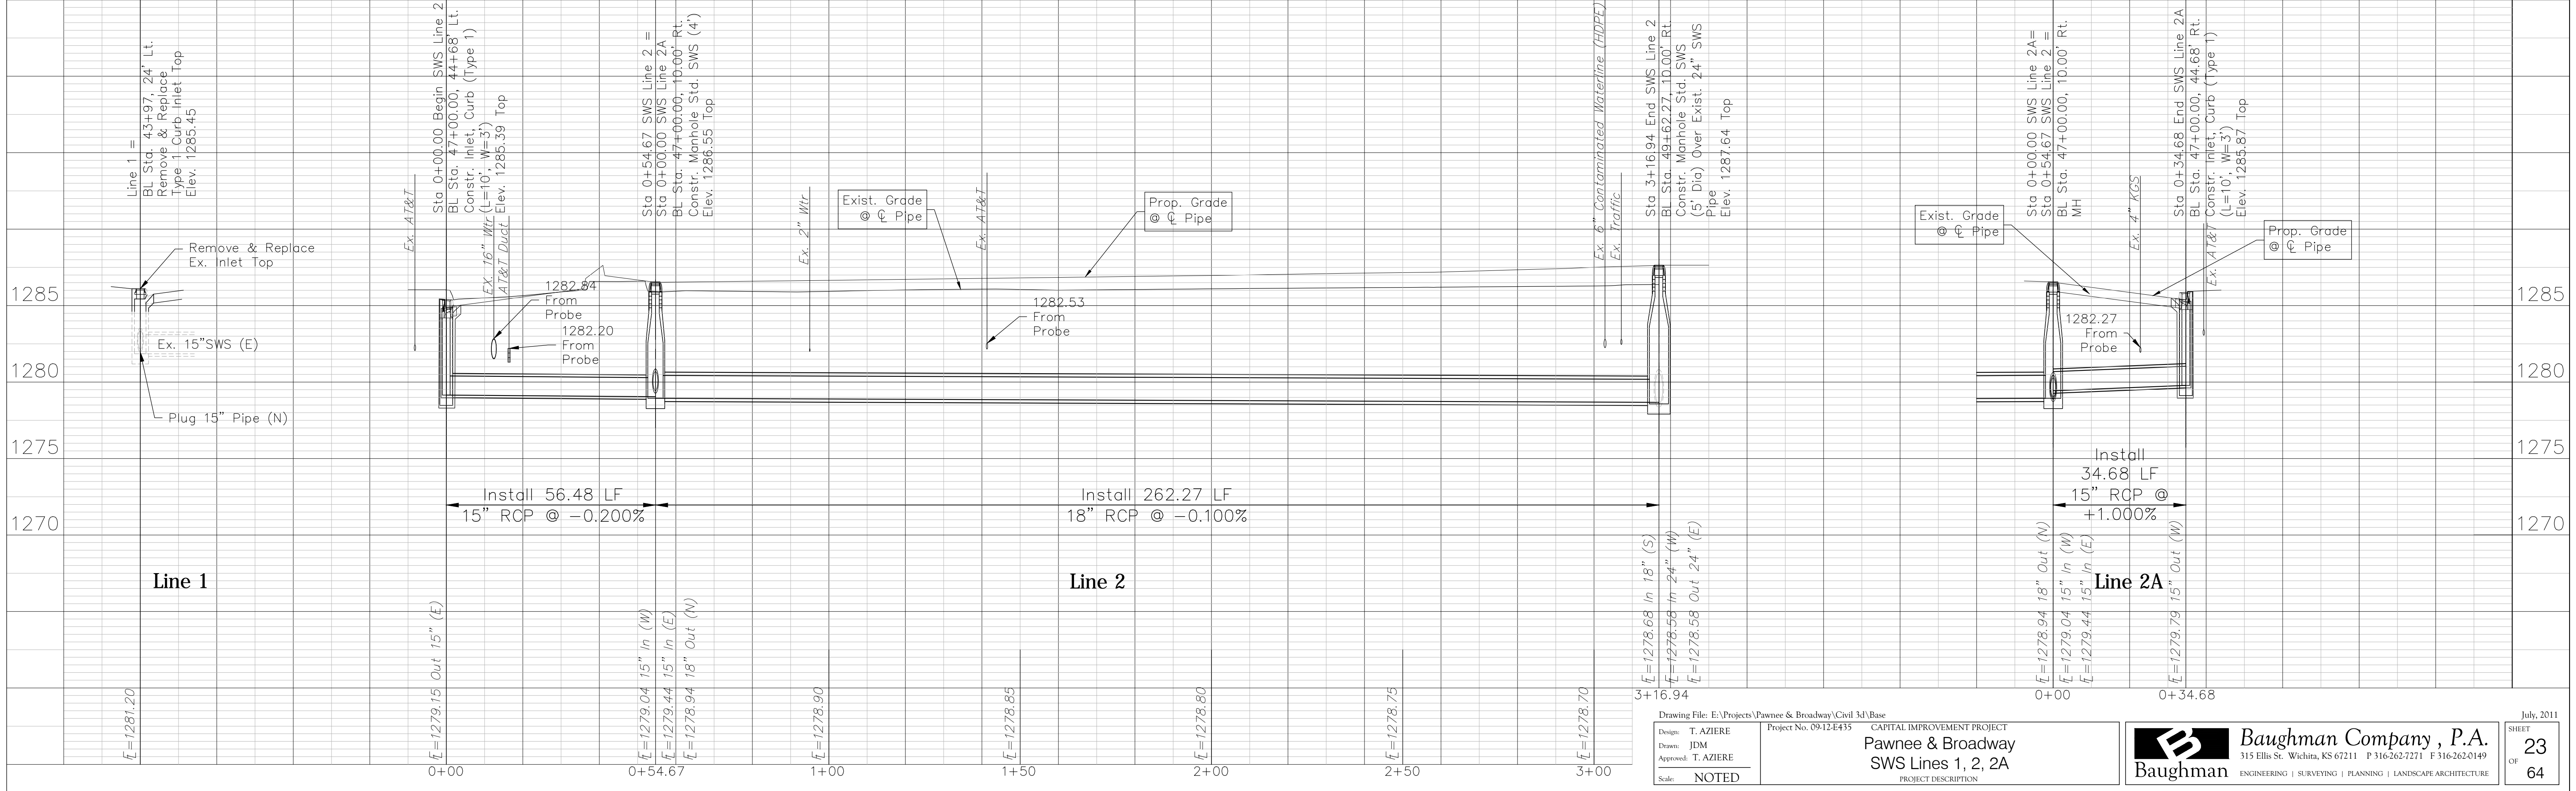 Line 1 =
BL Sta. 43+97, 24' Lt.
Remove & Replace
Type 1 Curb Inlet Top
Elev. 1285.45
Remove & Replace
Ex. Inlet Top
Ex. 15"SWS (E)
Plug 15" Pipe (N)
Line 1
Ex. AT&T
Sta 0+00.00 Begin SWS Line 2
BL Sta. 47+00.00, 44+68' Lt.
Constr. Inlet, Curb (Type 1)
(L=10', W=3')
Elev. 1285.39 Top
EX. 16" Wtr
AT&T Duct
1282.84
From
Probe
1282.20
From
Probe
Sta 0+54.67 SWS Line 2 =
Sta 0+00.00 SWS Line 2A
BL Sta. 47+00.00, 10.00' Rt.
Constr. Manhole Std. SWS (4')
Elev. 1286.55 Top
Ex. 2" Wtr
Exist. Grade
@ ℄ Pipe
Ex. AT&T
1282.53
From
Probe
Prop. Grade
@ ℄ Pipe
Ex. 6" Contaminated Waterline (HDPE)
Ex. Traffic
Sta 3+16.94 End SWS Line 2
BL Sta. 49+62.27, 10.00' Rt.
Constr. Manhole Std. SWS
(5' Dia) Over Exist. 24" SWS
Pipe
Elev. 1287.64 Top
Exist. Grade
@ ℄ Pipe
Sta 0+00.00 SWS Line 2A=
Sta 0+54.67 SWS Line 2 =
BL Sta. 47+00.00, 10.00' Rt.
MH
Ex. 4" KGS
1282.27
From
Probe
Sta 0+34.68 End SWS Line 2A
BL Sta. 47+00.00, 44.68' Rt.
Constr. Inlet, Curb (Type 1)
(L=10', W=3')
Elev. 1285.87 Top
Ex. AT&T
Prop. Grade
@ ℄ Pipe
1285
1280
1275
1270
1285
1280
1275
1270
Install 56.48 LF
15" RCP @ -0.200%
Install 262.27 LF
18" RCP @ -0.100%
Install
34.68 LF
15" RCP @
+1.000%
Line 2
Line 2A
FL=1281.20
FL=1279.15 Out 15" (E)
FL=1279.04 15" In (W)
FL=1279.44 15" In (E)
FL=1278.94 18" Out (N)
FL=1278.90
FL=1278.85
FL=1278.80
FL=1278.75
FL=1278.70
FL=1278.68 In 18" (S)
FL=1278.58 In 24" (W)
FL=1278.58 Out 24" (E)
FL=1278.94 18" Out (N)
FL=1279.04 15" In (W)
FL=1279.44 15" In (E)
FL=1279.79 15" Out (W)
0+00
0+54.67
1+00
1+50
2+00
2+50
3+00
3+16.94
0+00
0+34.68
Drawing File: E:\Projects\Pawnee & Broadway\Civil 3d\Base
July, 2011
Design: T. AZIERE
Drawn: JDM
Approved: T. AZIERE
Scale: NOTED
Project No. 09-12-E435
CAPITAL IMPROVEMENT PROJECT
Pawnee & Broadway
SWS Lines 1, 2, 2A
PROJECT DESCRIPTION
B
Baughman
Baughman Company, P.A.
315 Ellis St. Wichita, KS 67211 P 316-262-7271 F 316-262-0149
ENGINEERING | SURVEYING | PLANNING | LANDSCAPE ARCHITECTURE
SHEET
23
OF
64